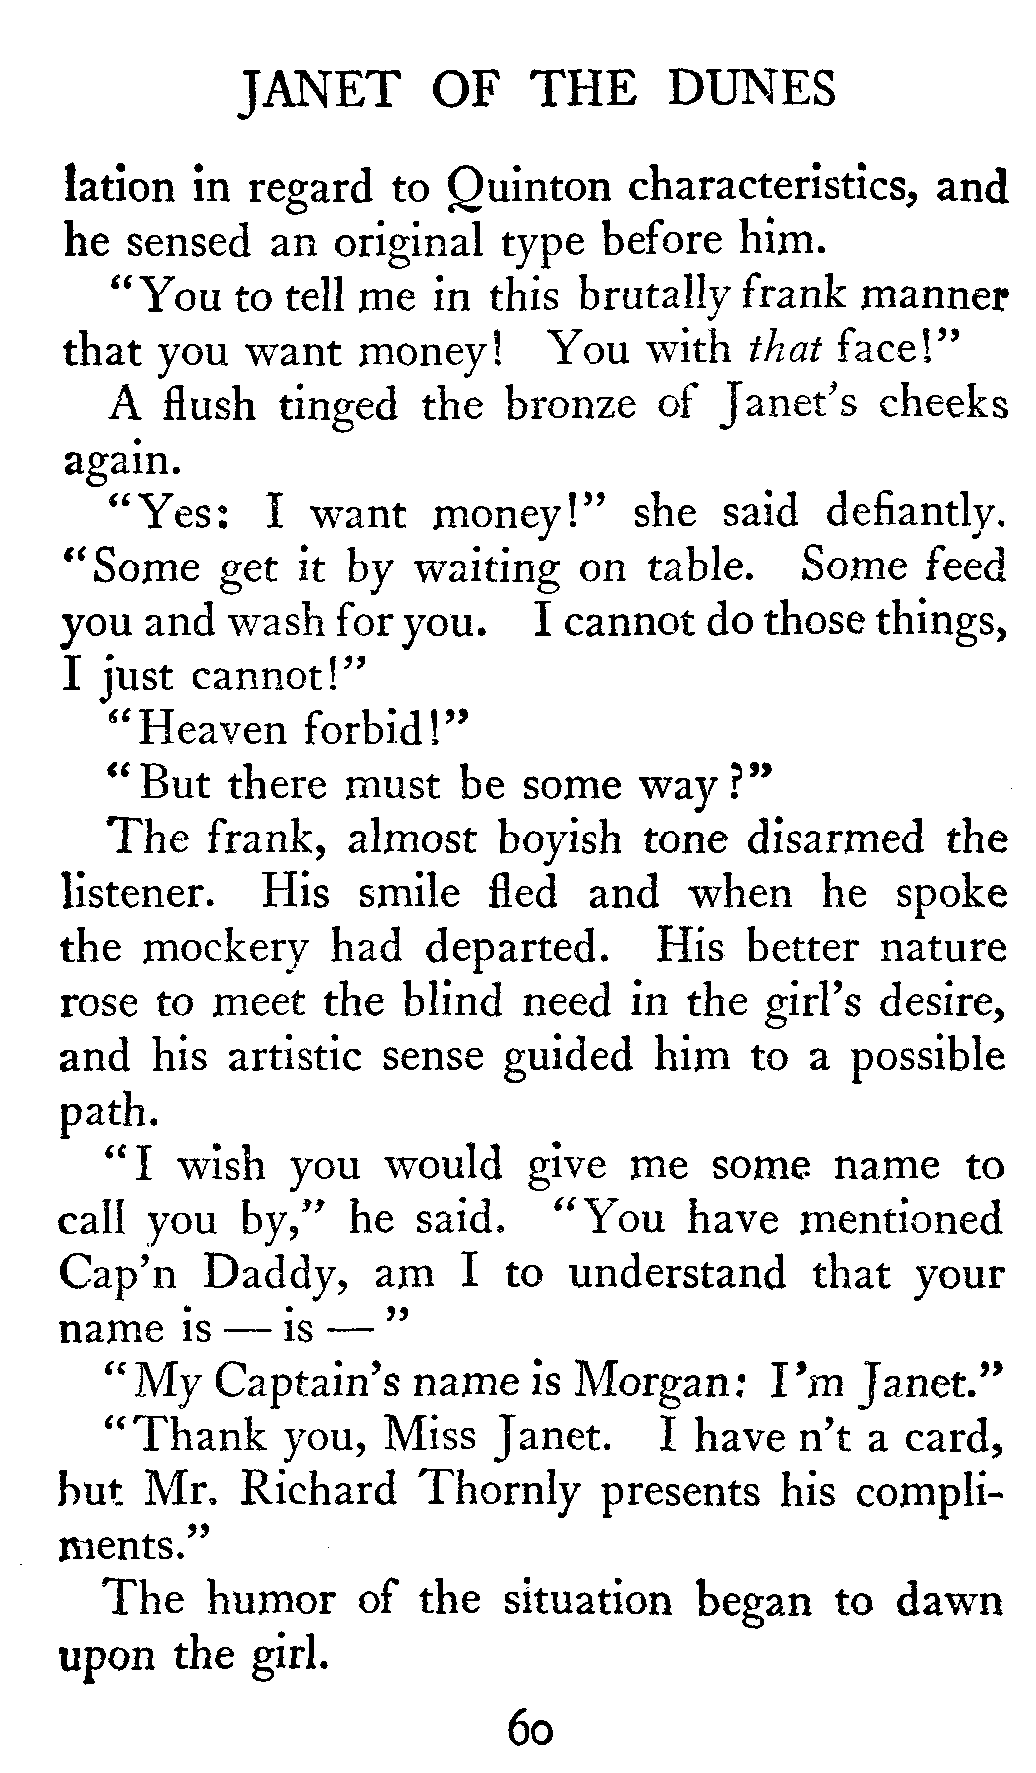 JANET OF THE DUNES
lation in regard to Quinton characteristics, and
he sensed an original type before him.
“You to tell me in this brutally frank manner
that you want money! You with that face!”
A flush tinged the bronze of Janet’s cheeks
again.
“Yes: I want money!” she said defiantly.
“Some get it by waiting on table. Some feed
you and wash for you. I cannot do those things,
I just cannot!”
“Heaven forbid!”
“But there must be some way?”
The frank, almost boyish tone disarmed the
listener. His smile fled and when he spoke
the mockery had departed. His better nature
rose to meet the blind need in the girl’s desire,
and his artistic sense guided him to a possible
path.
“I wish you would give me some name to
call you by,” he said. “You have mentioned
Cap’n Daddy, am I to understand that your
name is — is — ”
“My Captain’s name is Morgan: I’m Janet.”
“Thank you, Miss Janet. I have n’t a card,
but Mr. Richard Thornly presents his compli-
ments.”
The humor of the situation began to dawn
upon the girl.
60